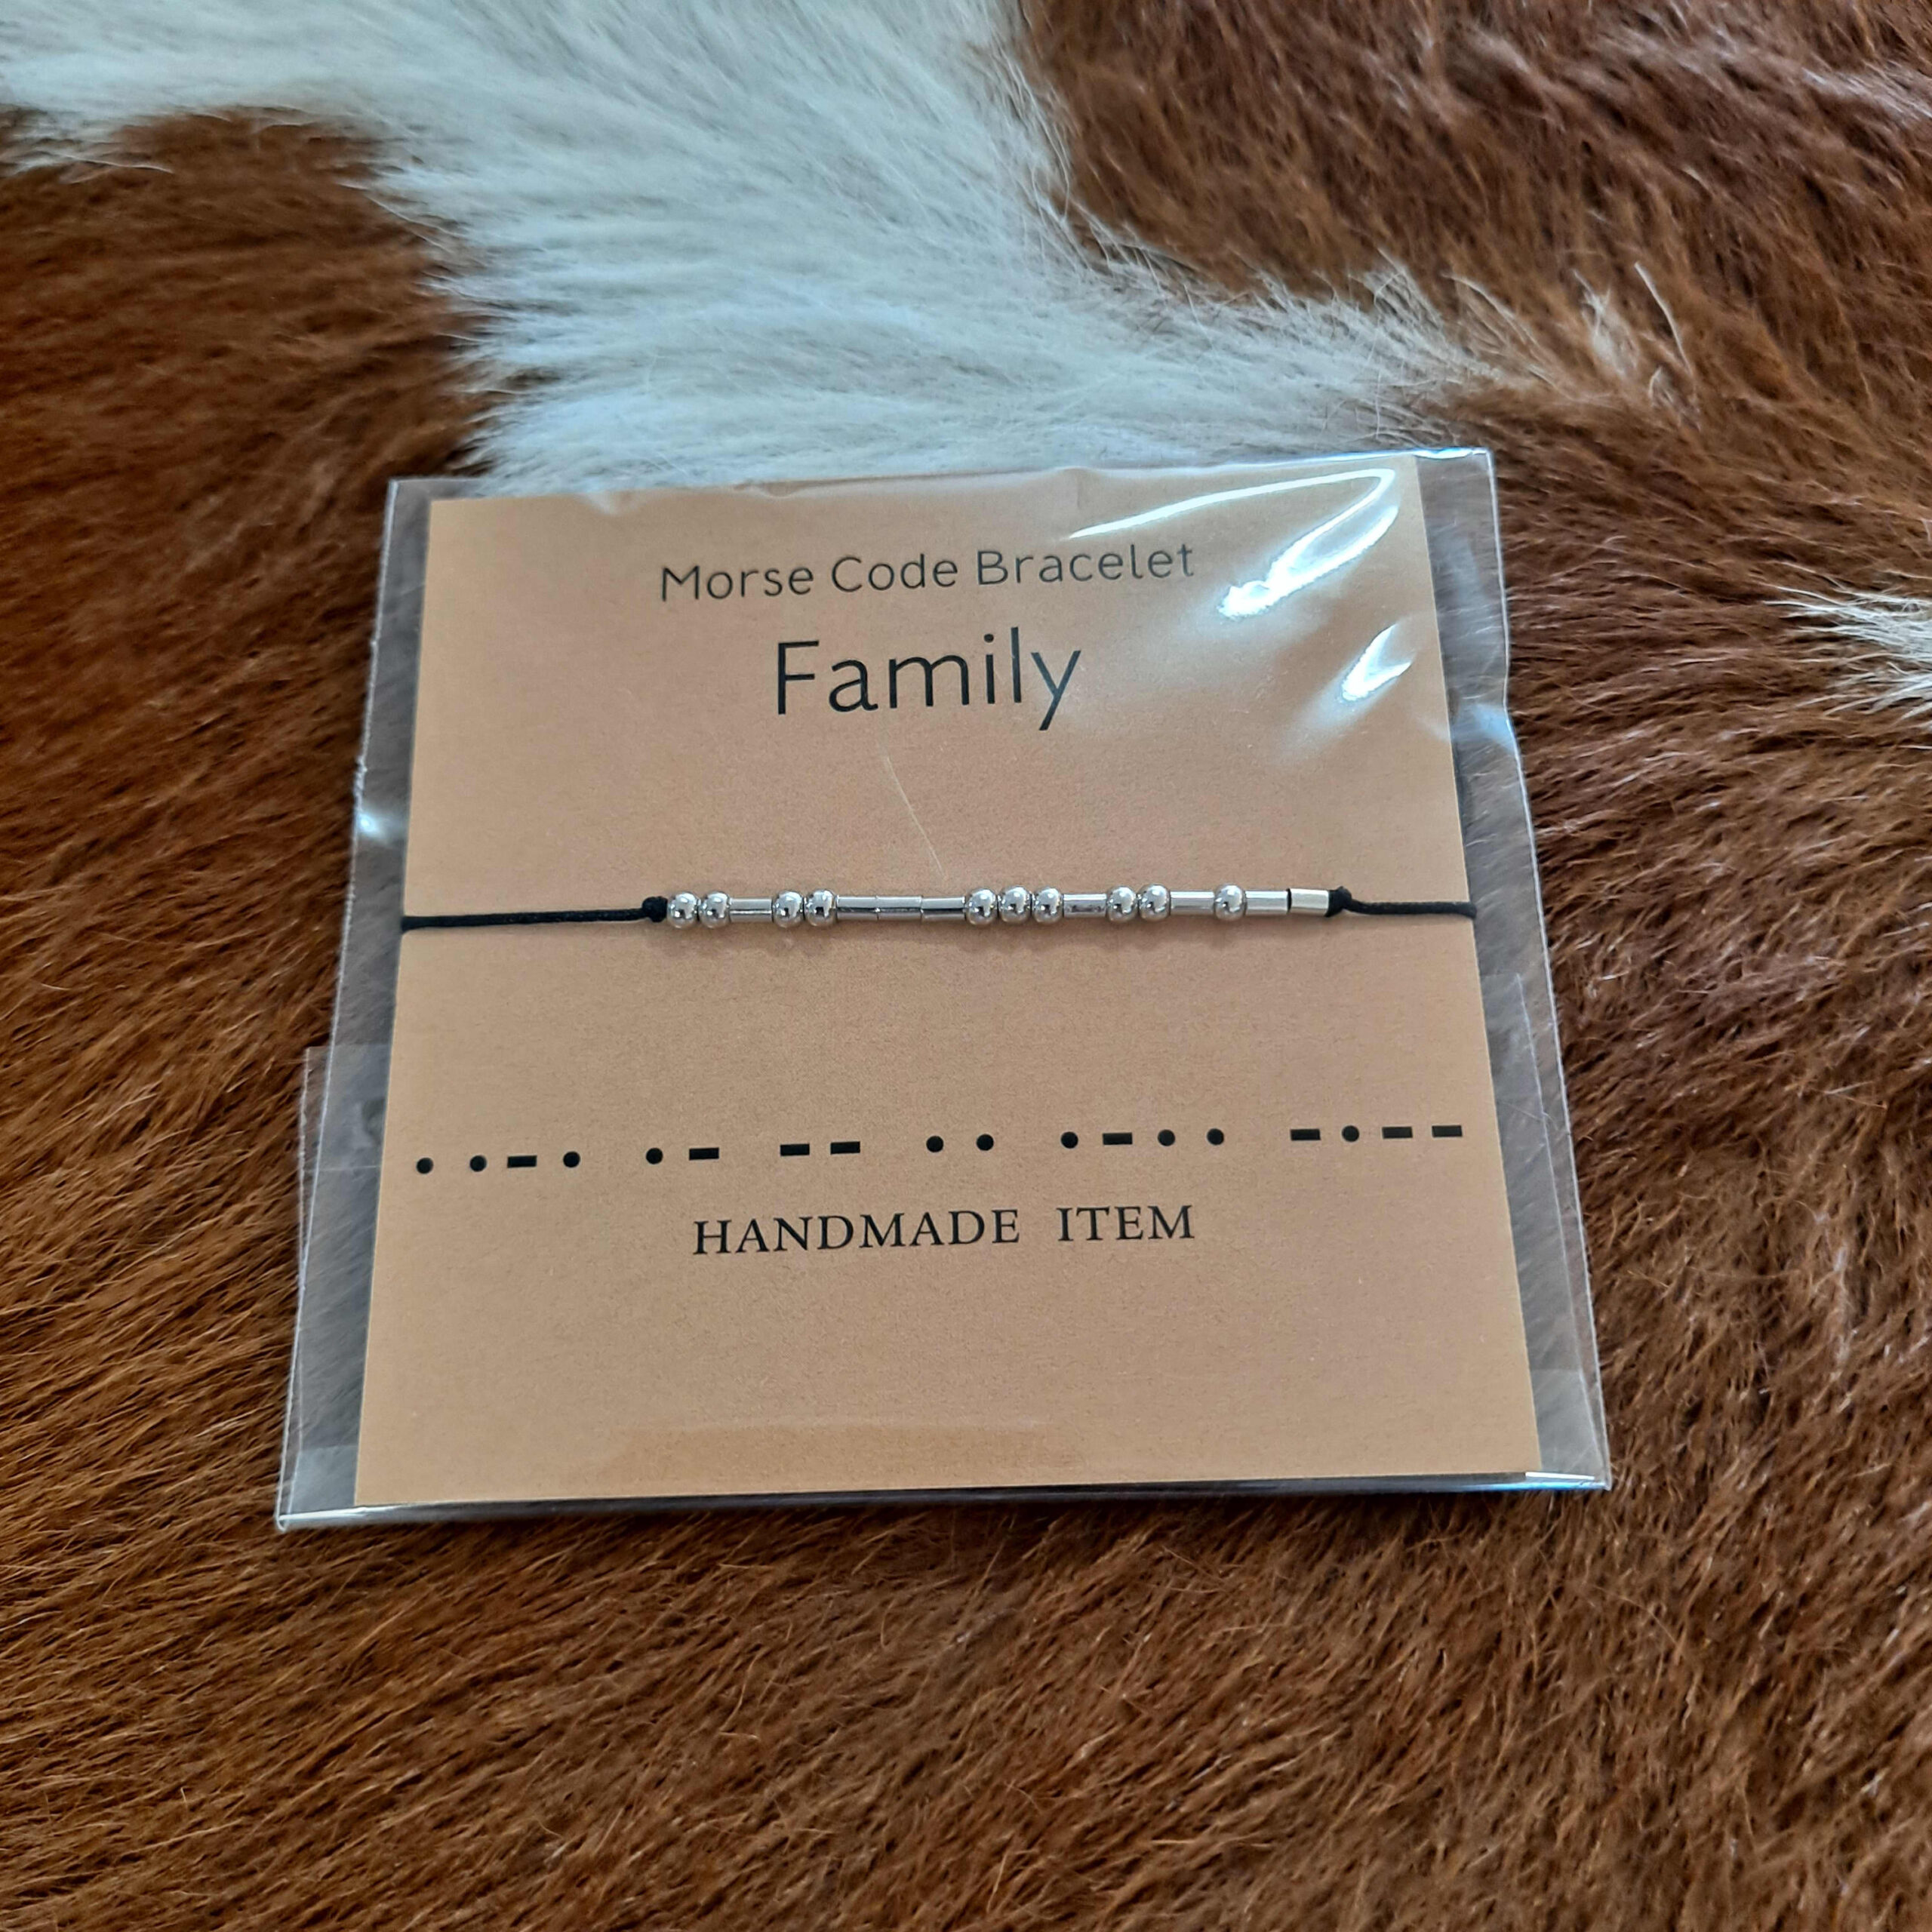 Morse Code Bracelet
Family
• •▬• •▬ ▬▬ •• •▬•• ▬•▬▬
HANDMADE ITEM